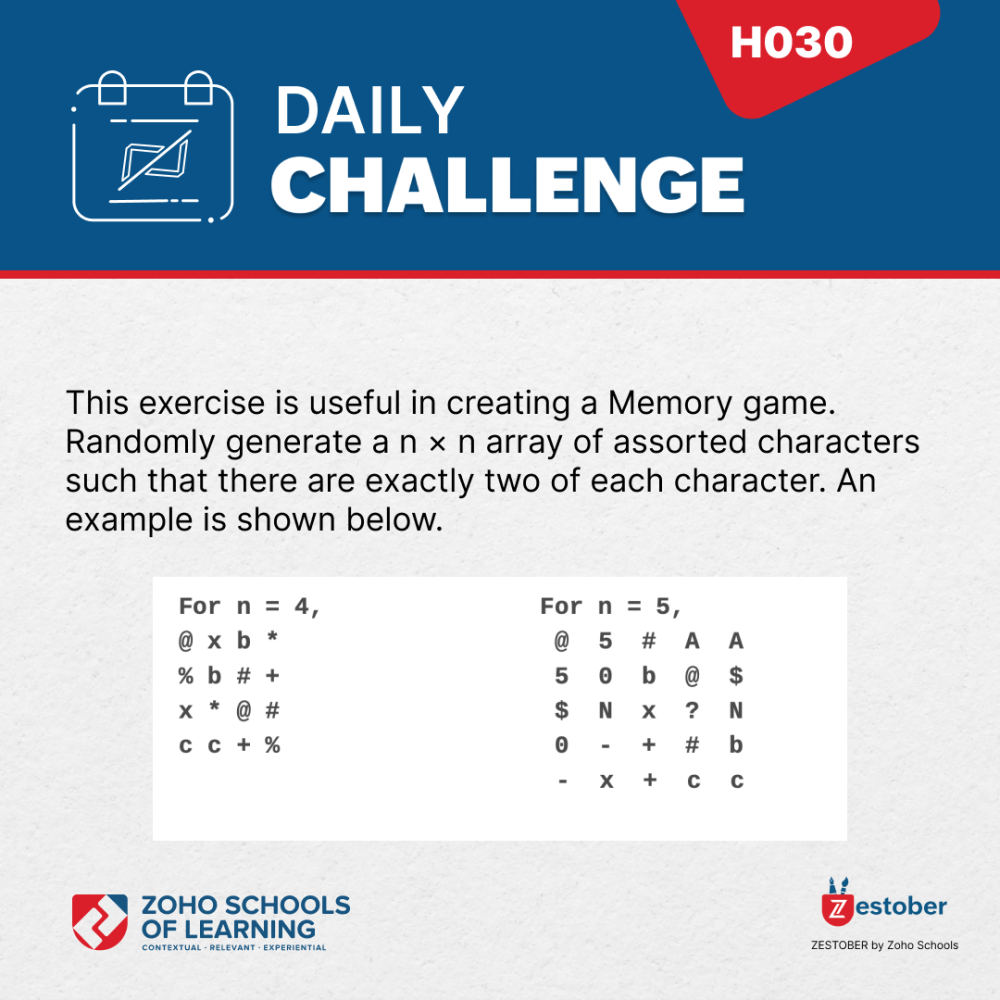 H030
DAILY
CHALLENGE
This exercise is useful in creating a Memory game.
Randomly generate a n × n array of assorted characters
such that there are exactly two of each character. An
example is shown below.
For n = 4,
@ x b *
% b # +
x * @ #
c c + %
For n = 5,
@ 5 # A A
5 0 b @ $
$ N x ? N
0 - + # b
- x + c c
ZOHO SCHOOLS
OF LEARNING
CONTEXTUAL · RELEVANT · EXPERIENTIAL
Zestober
ZESTOBER by Zoho Schools